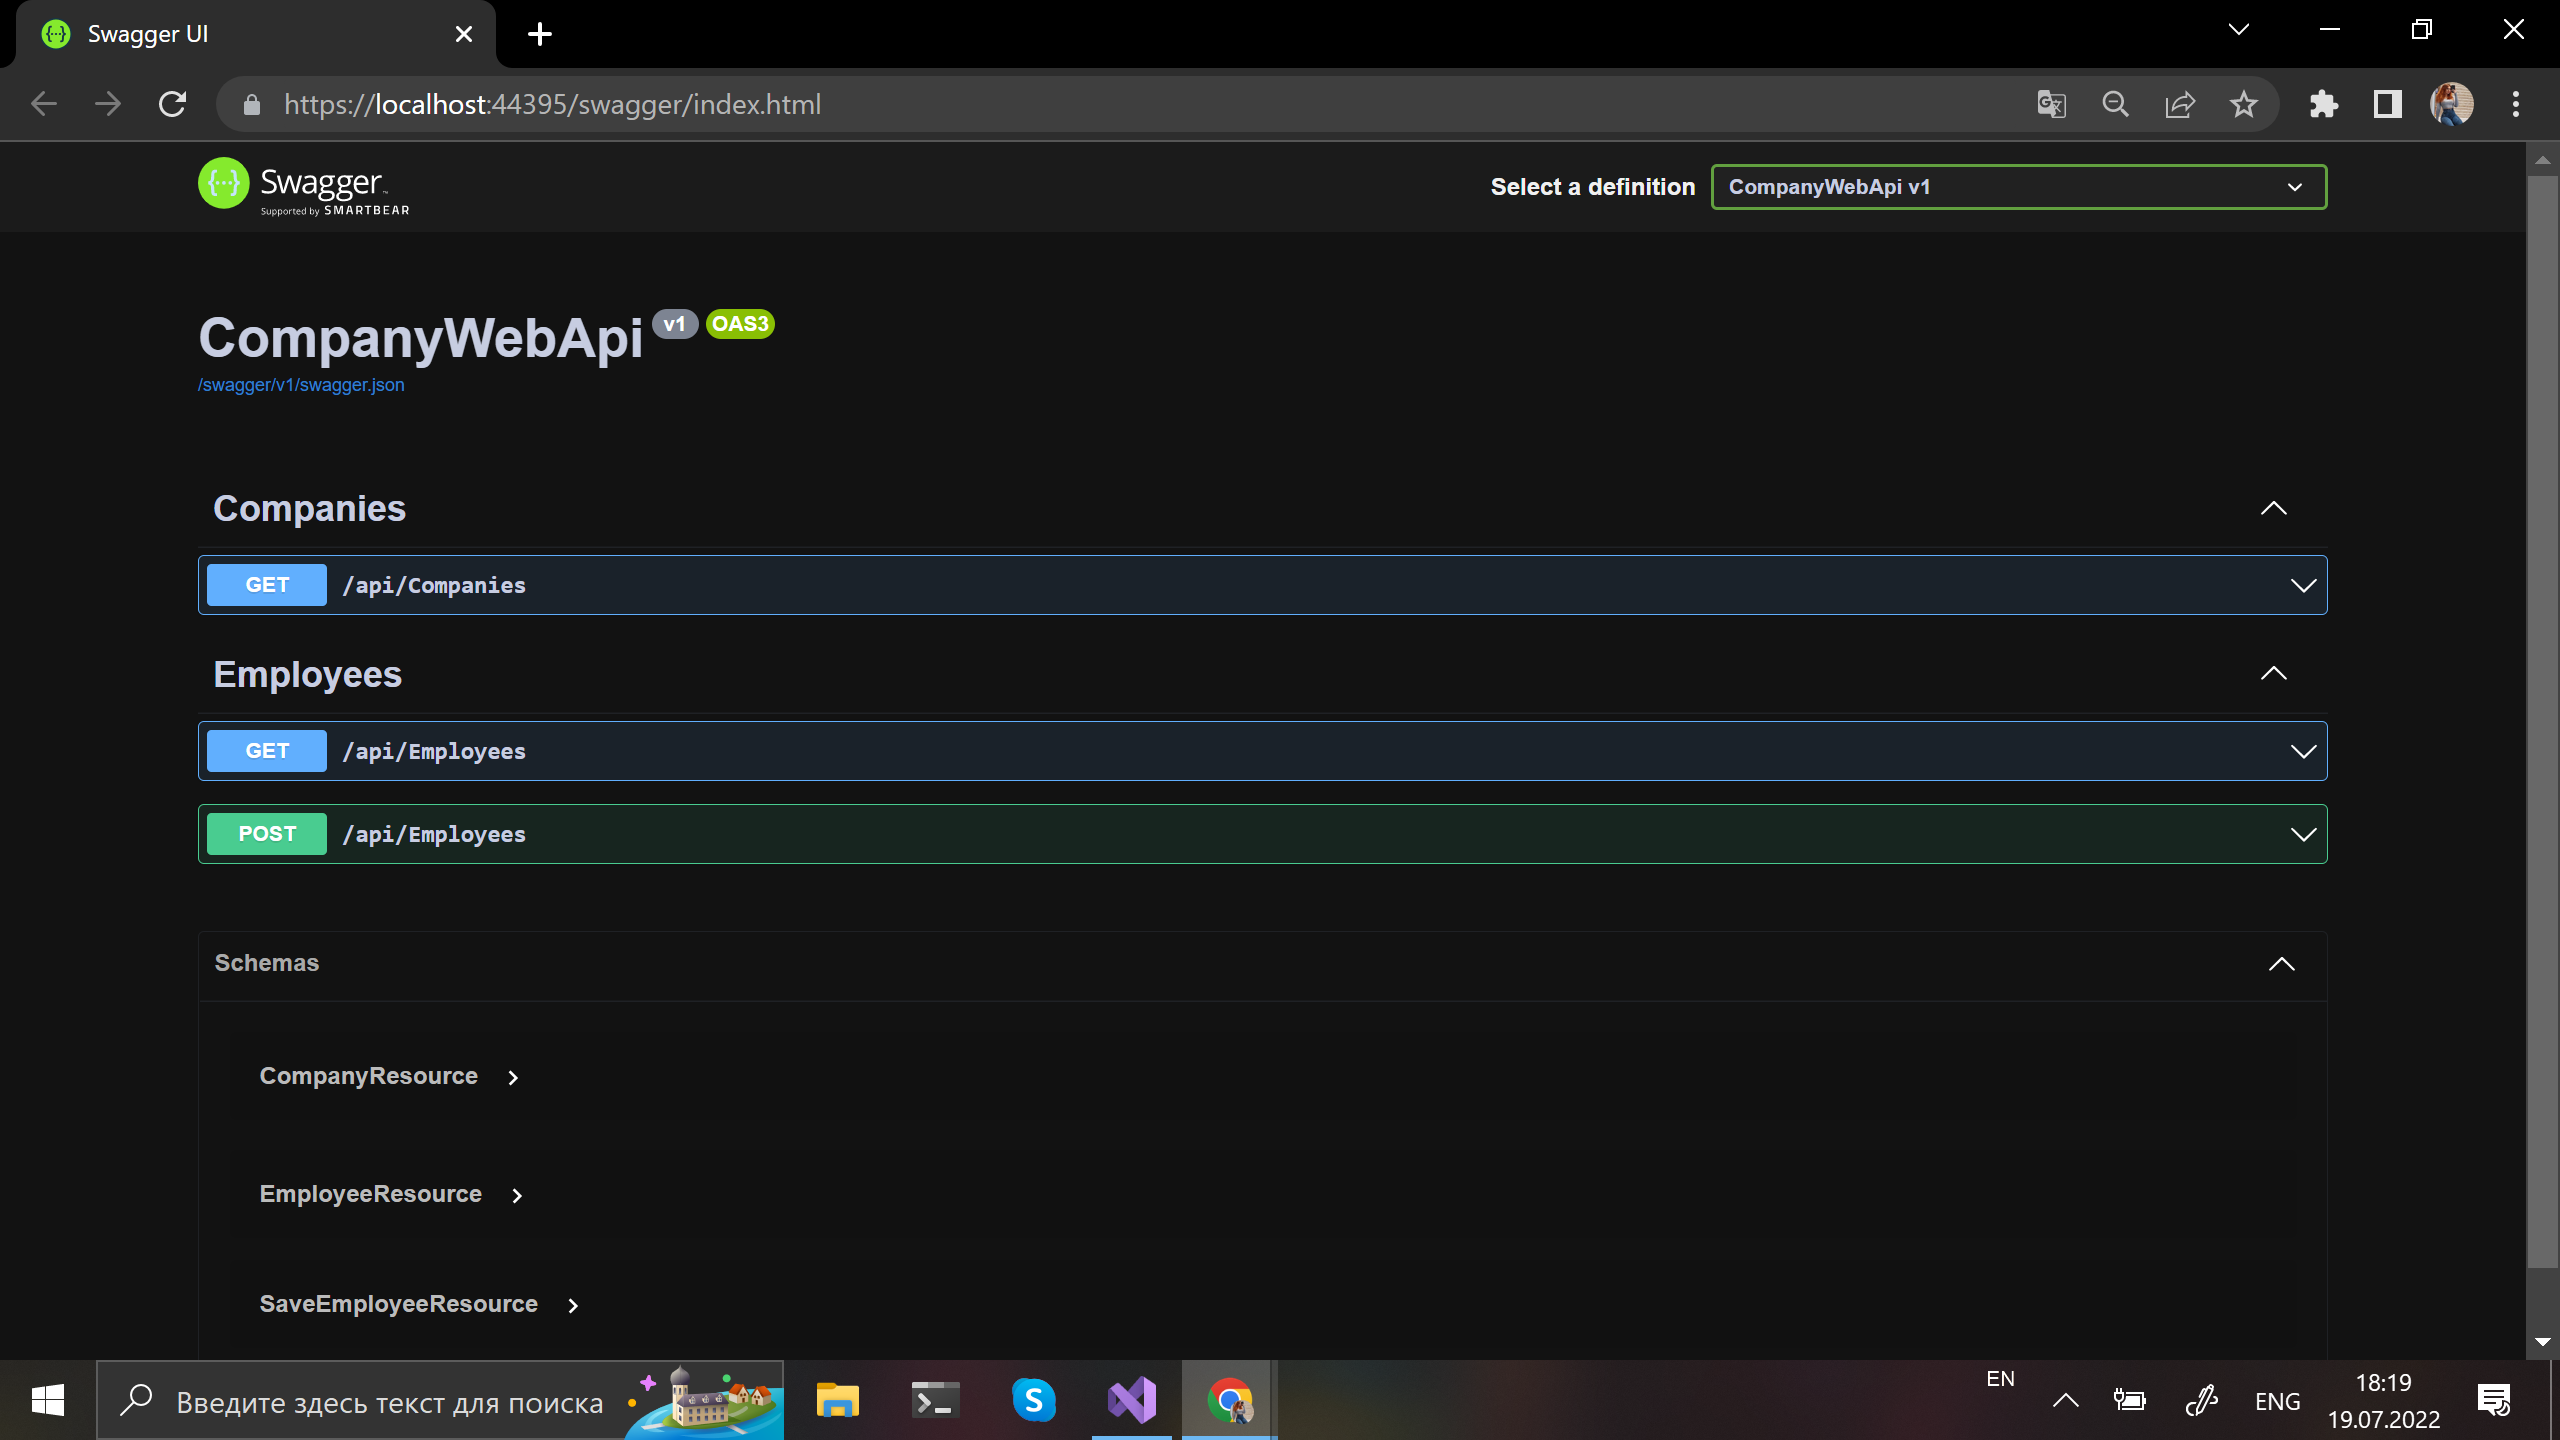 Swagger UI
https://localhost:44395/swagger/index.html
Swagger
Supported by SMARTBEAR
Select a definition
CompanyWebApi v1
CompanyWebApi v1 OAS3
/swagger/v1/swagger.json
Companies
GET /api/Companies
Employees
GET /api/Employees
POST /api/Employees
Schemas
CompanyResource
EmployeeResource
SaveEmployeeResource
Введите здесь текст для поиска
EN
ENG
18:19
19.07.2022